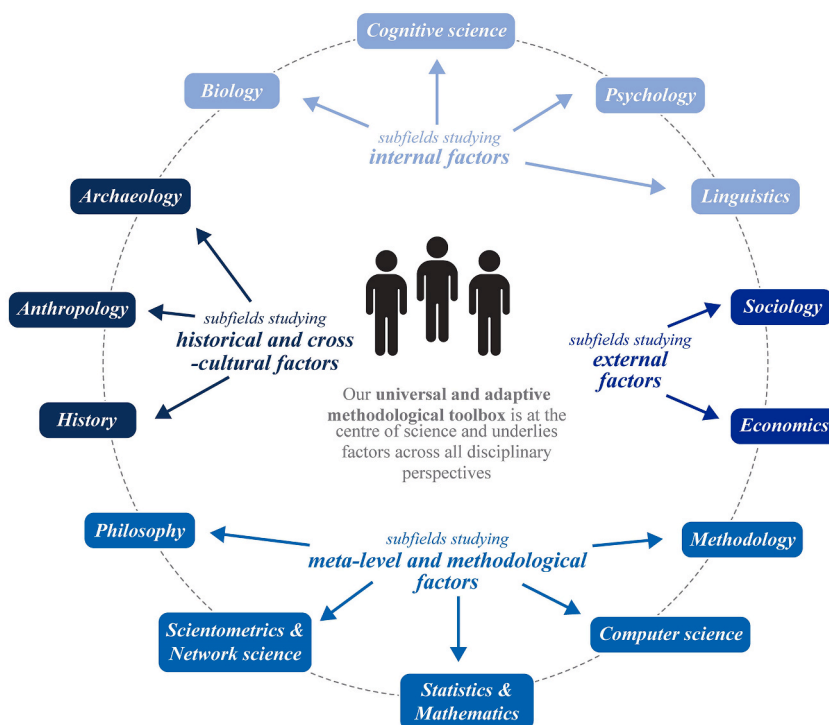 Cognitive science
Biology
Psychology
subfields studying
internal factors
Archaeology
Linguistics
Anthropology
subfields studying
historical and cross
-cultural factors
Sociology
subfields studying
external
factors
History
Economics
Our universal and adaptive
methodological toolbox is at the
centre of science and underlies
factors across all disciplinary
perspectives
Philosophy
subfields studying
meta-level and methodological
factors
Methodology
Scientometrics &
Network science
Computer science
Statistics &
Mathematics